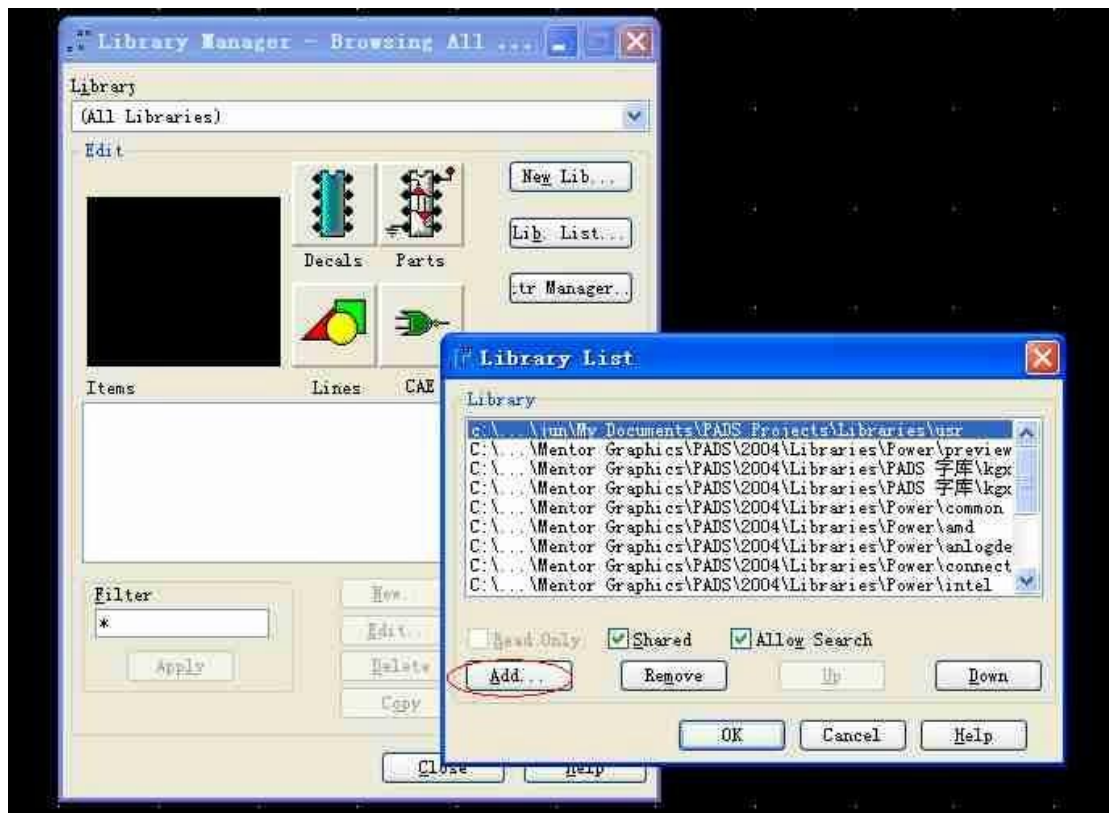 Library Manager - Browsing All ...
Library
(All Libraries)
Edit
New Lib...
Lib. List...
Decals Parts
:tr Manager..
Items Lines CAE
Filter
*
Apply
New..
Edit..
Delete
Copy
Close Help
Library List
Library
c:\...\jun\My Documents\PADS Projects\Libraries\usr
C:\...\Mentor Graphics\PADS\2004\Libraries\Power\preview
C:\...\Mentor Graphics\PADS\2004\Libraries\PADS 字库\kgx
C:\...\Mentor Graphics\PADS\2004\Libraries\PADS 字库\kgx
C:\...\Mentor Graphics\PADS\2004\Libraries\Power\common
C:\...\Mentor Graphics\PADS\2004\Libraries\Power\amd
C:\...\Mentor Graphics\PADS\2004\Libraries\Power\anlogde
C:\...\Mentor Graphics\PADS\2004\Libraries\Power\connect
C:\...\Mentor Graphics\PADS\2004\Libraries\Power\intel
Read Only Shared Allow Search
Add... Remove Up Down
OK Cancel Help